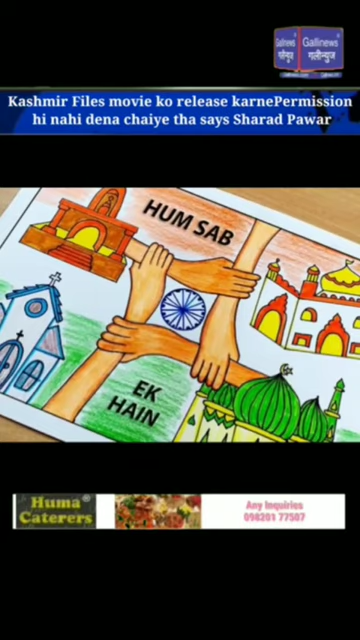 Gallinews
Gallinews
गलीन्यूज
Kashmir Files movie ko release karnePermission
hi nahi dena chaiye tha says Sharad Pawar
HUM SAB
EK
HAIN
Huma
Caterers
Any Inquiries
098201 77507